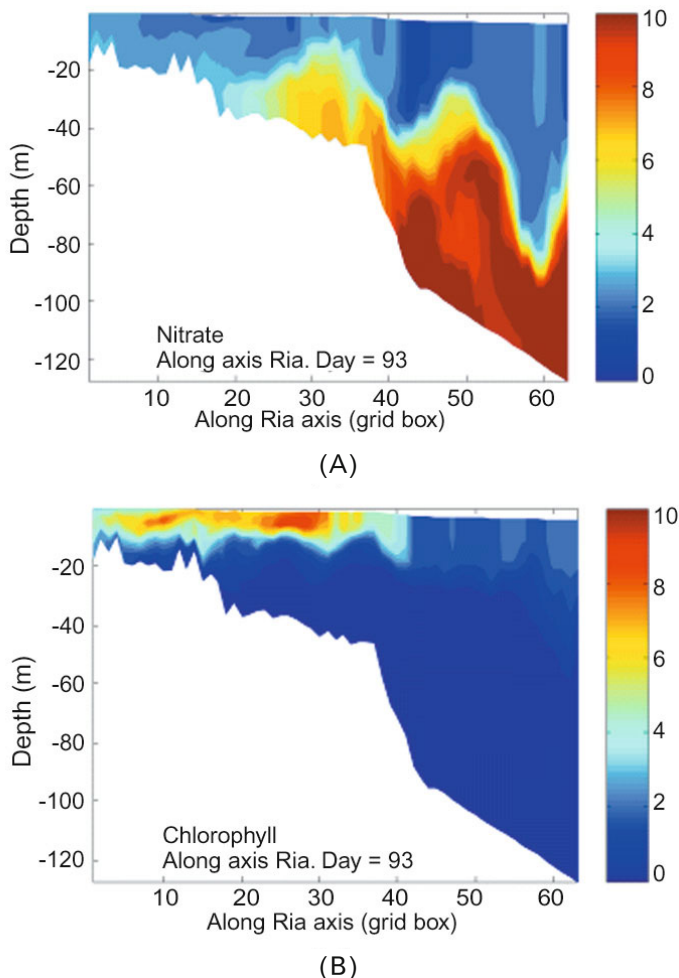 10
8
6
4
2
0
-20
-40
-60
-80
-100
-120
Depth (m)
Nitrate
Along axis Ria. Day = 93
10 20 30 40 50 60
Along Ria axis (grid box)
(A)
10
8
6
4
2
0
-20
-40
-60
-80
-100
-120
Depth (m)
Chlorophyll
Along axis Ria. Day = 93
10 20 30 40 50 60
Along Ria axis (grid box)
(B)